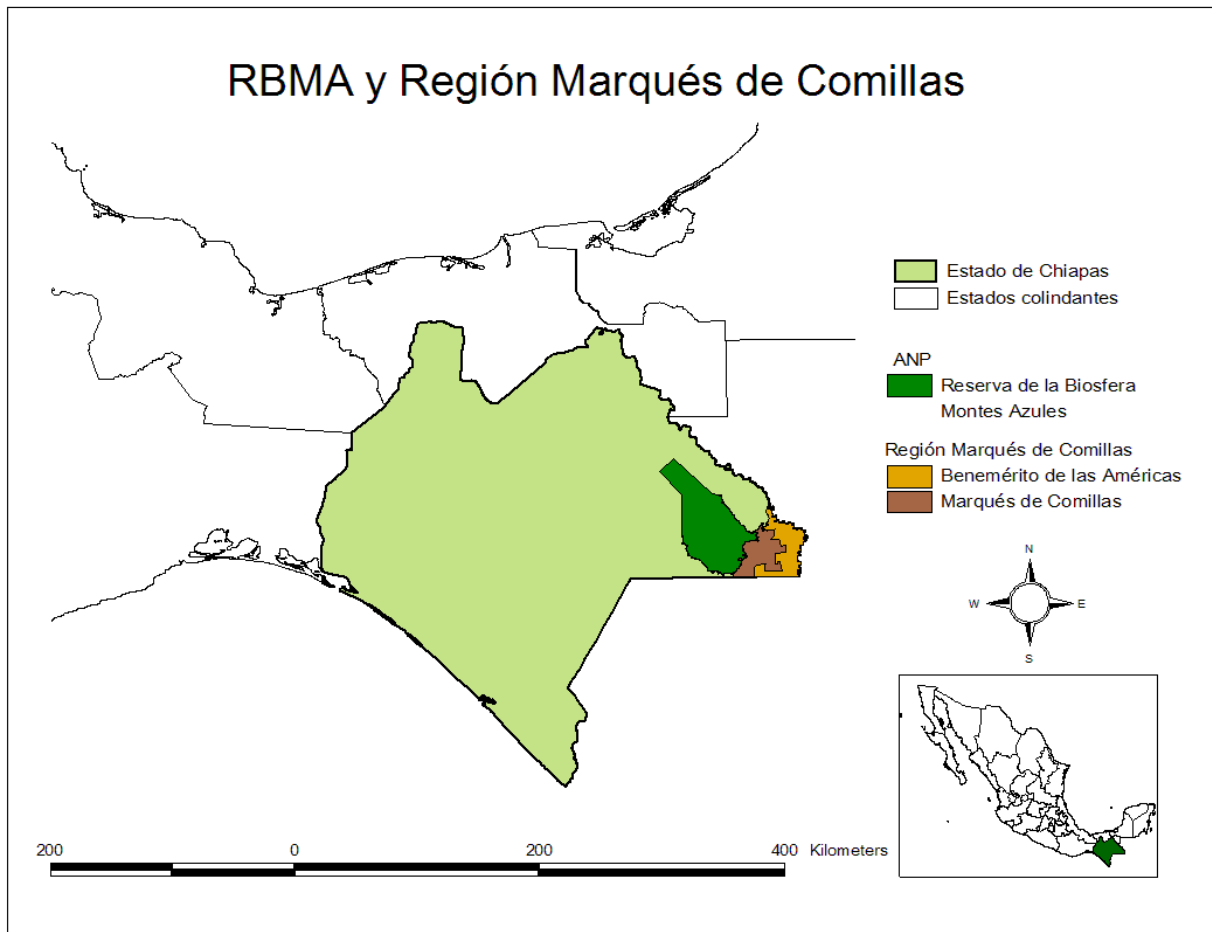 RBMA y Región Marqués de Comillas
Estado de Chiapas
Estados colindantes
ANP
Reserva de la Biosfera
Montes Azules
Región Marqués de Comillas
Benemérito de las Américas
Marqués de Comillas
N
W
E
S
200
0
200
400
Kilometers